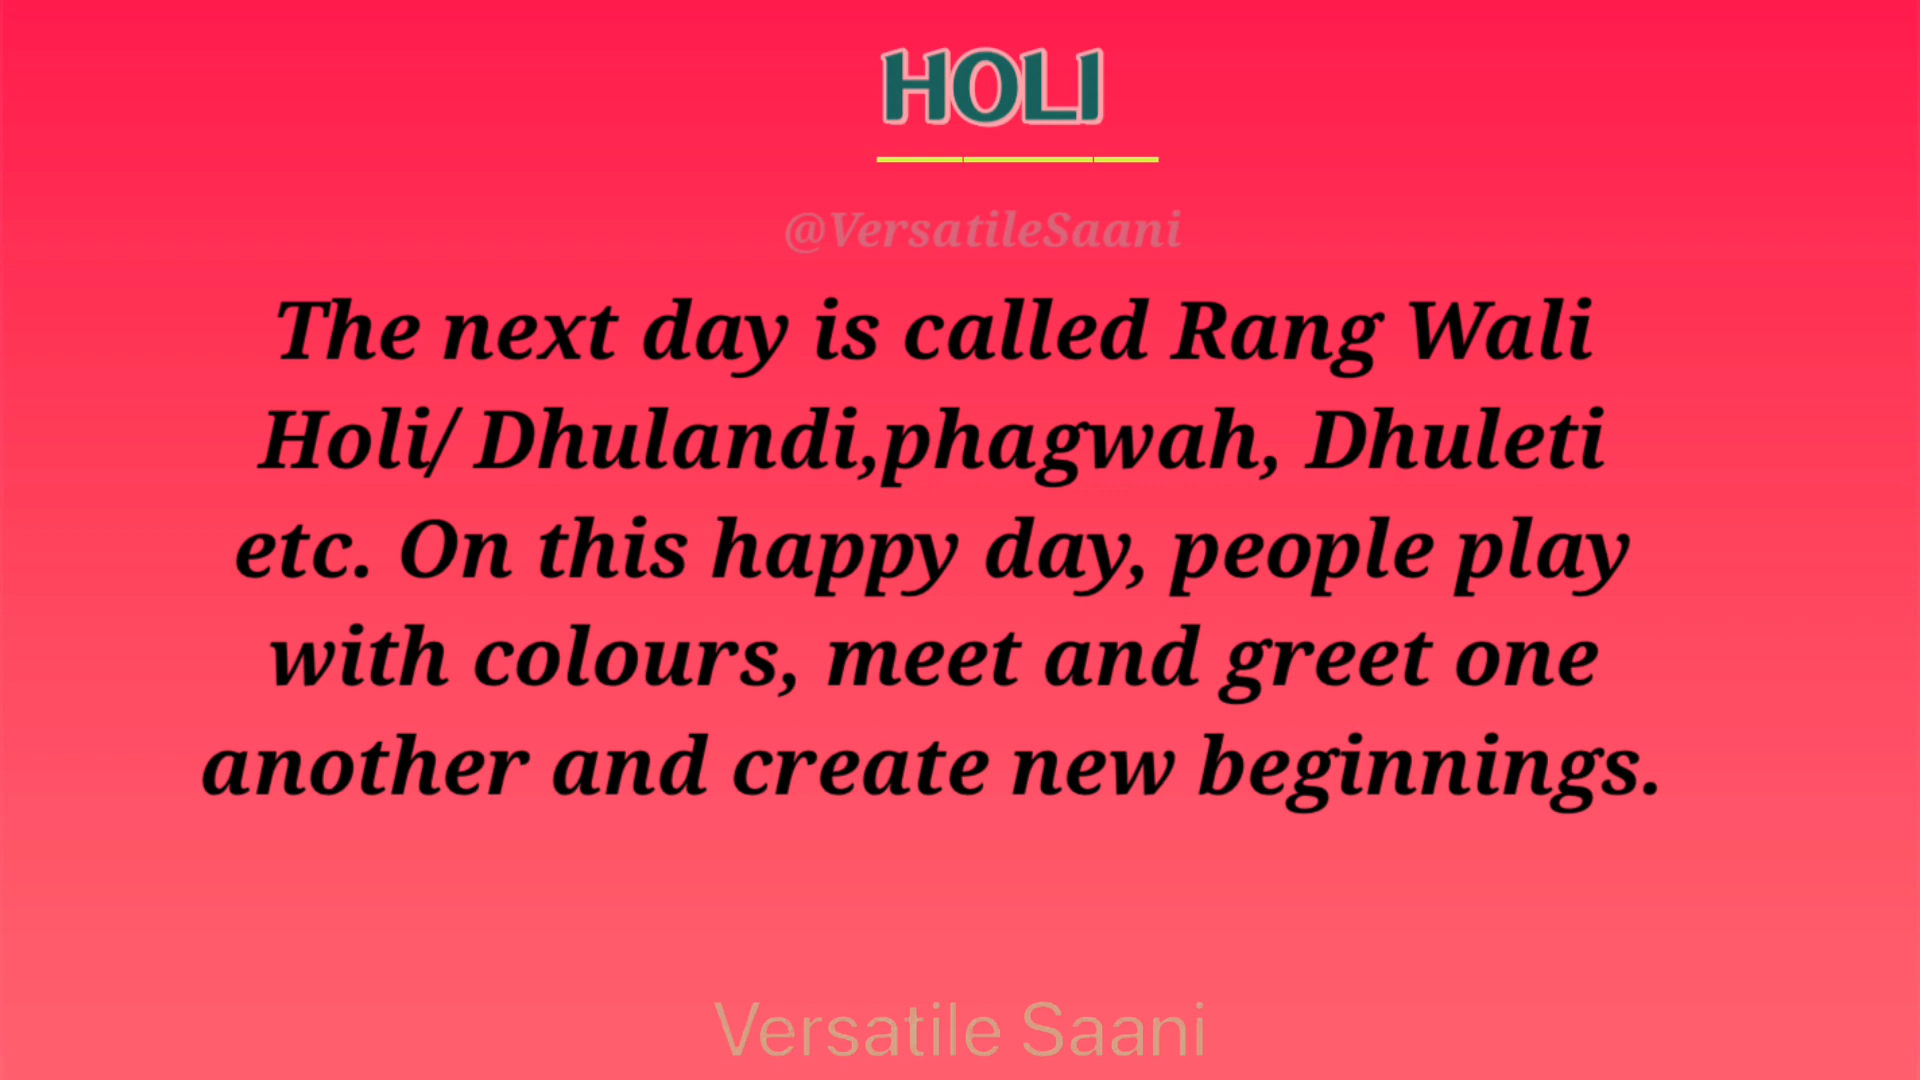 HOLI
@VersatileSaani
The next day is called Rang Wali
Holi/ Dhulandi,phagwah, Dhuleti
etc. On this happy day, people play
with colours, meet and greet one
another and create new beginnings.
Versatile Saani